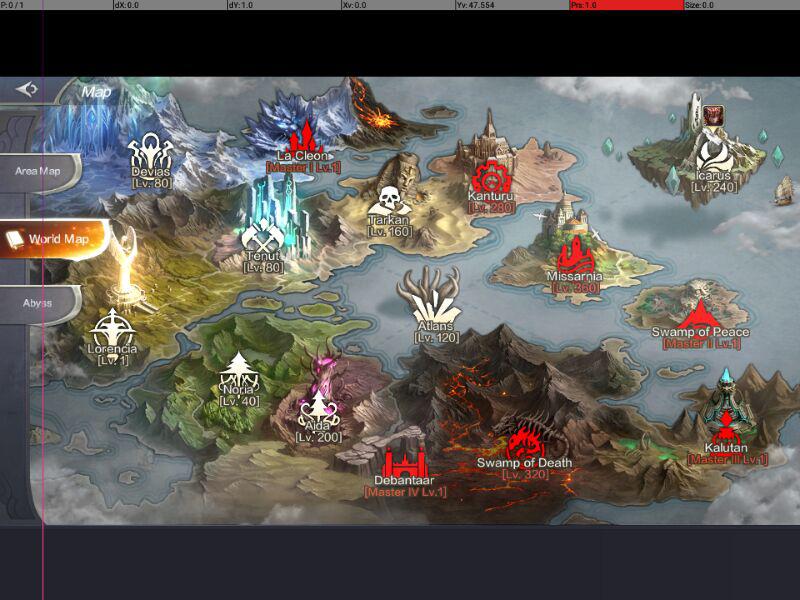 P: 0 / 1
dX: 0.0
dY: 1.0
Xv: 0.0
Yv: 47.554
Prs: 1.0
Size: 0.0
Map
Area Map
World Map
Abyss
Devias
[Lv. 80]
La Cleon
[Master I Lv.1]
Kanturu
[Lv. 280]
Icarus
[Lv. 240]
Tarkan
[Lv. 160]
Tenut
[Lv. 80]
Missarnia
[Lv. 360]
Atlans
[Lv. 120]
Swamp of Peace
[Master II Lv.1]
Lorencia
[Lv. 1]
Noria
[Lv. 40]
Aida
[Lv. 200]
Kalutan
[Master III Lv.1]
Swamp of Death
[Lv. 320]
Debantaar
[Master IV Lv.1]